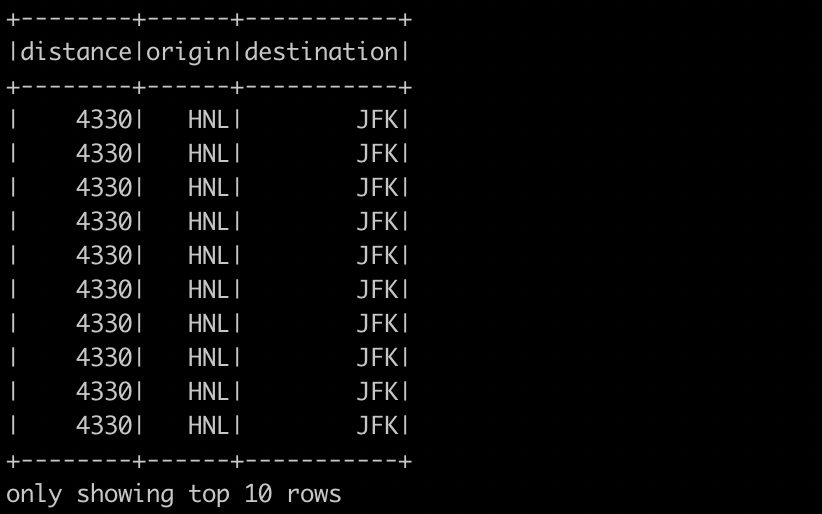 +--------+------+-----------+
|distance|origin|destination|
+--------+------+-----------+
|    4330|   HNL|        JFK|
|    4330|   HNL|        JFK|
|    4330|   HNL|        JFK|
|    4330|   HNL|        JFK|
|    4330|   HNL|        JFK|
|    4330|   HNL|        JFK|
|    4330|   HNL|        JFK|
|    4330|   HNL|        JFK|
|    4330|   HNL|        JFK|
|    4330|   HNL|        JFK|
+--------+------+-----------+
only showing top 10 rows